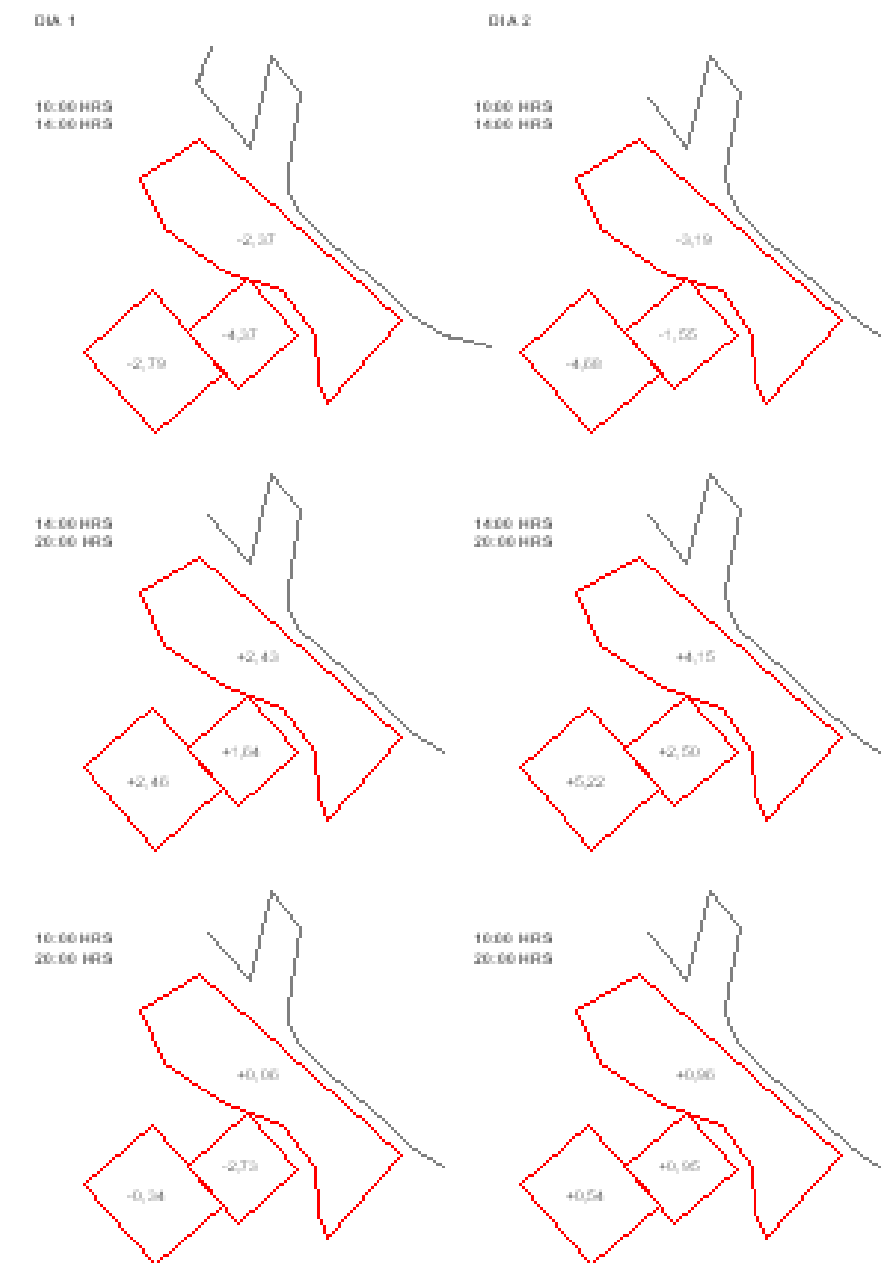 DIA 1
DIA 2
10:00 HRS
14:00 HRS
10:00 HRS
14:00 HRS
-2,37
-3,19
-4,37
-2,79
-1,55
-4,68
14:00 HRS
20:00 HRS
14:00 HRS
20:00 HRS
+2,43
+4,15
+1,64
+2,46
+2,50
+5,22
10:00 HRS
20:00 HRS
10:00 HRS
20:00 HRS
+0,06
+0,96
-2,73
-0,34
+0,95
+0,54